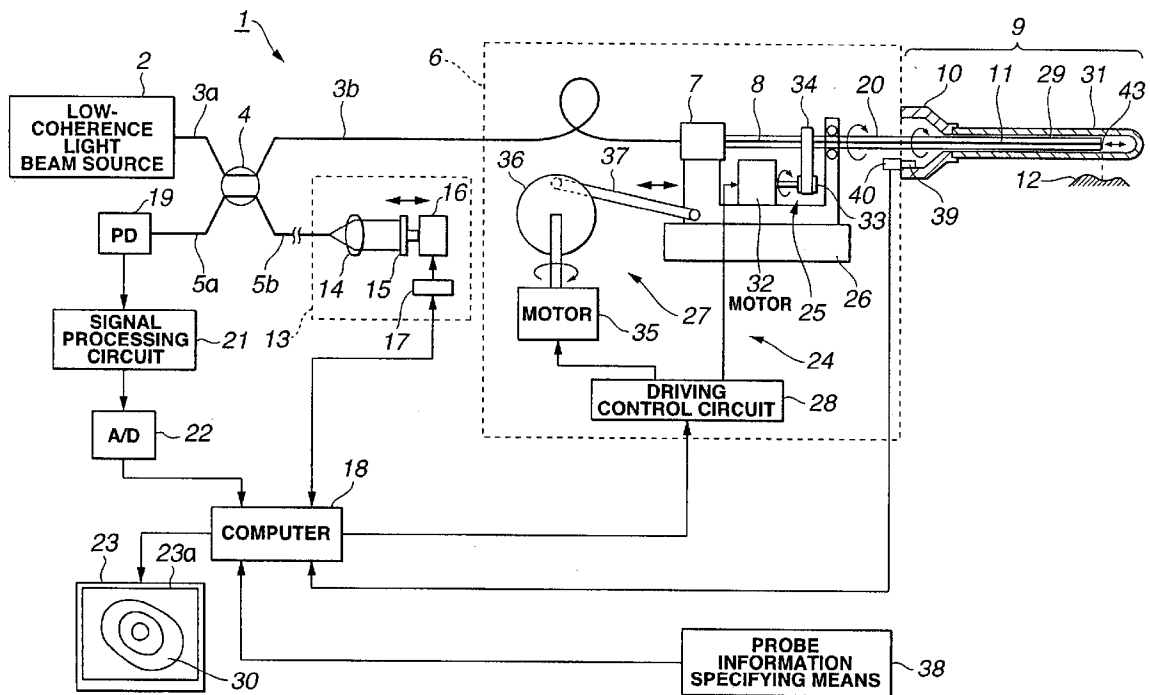 1
2
3a
4
3b
6
7
8
34
20
9
10
11
29
31
43
LOW-
COHERENCE
LIGHT
BEAM SOURCE
36
37
40
39
12
19
PD
16
33
5a
5b
14
15
17
13
32
MOTOR
25
26
MOTOR
35
27
24
SIGNAL
PROCESSING
CIRCUIT
21
DRIVING
CONTROL CIRCUIT
28
A/D
22
18
COMPUTER
23
23a
30
PROBE
INFORMATION
SPECIFYING MEANS
38